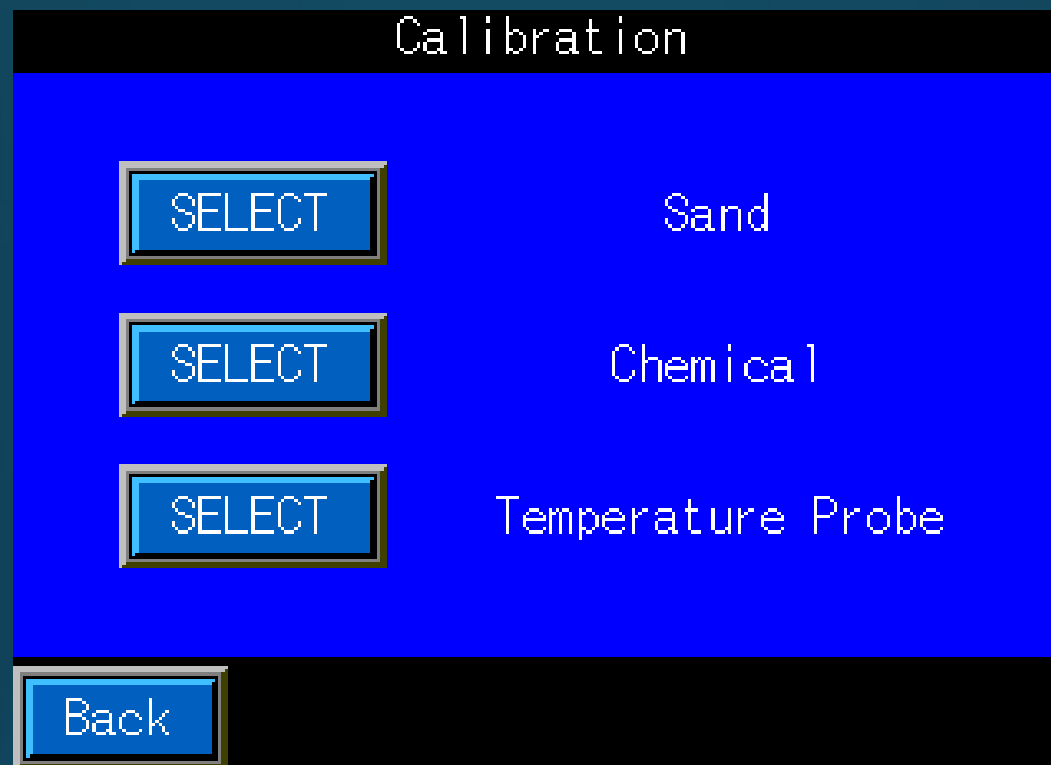 Calibration
SELECT Sand
SELECT Chemical
SELECT Temperature Probe
Back